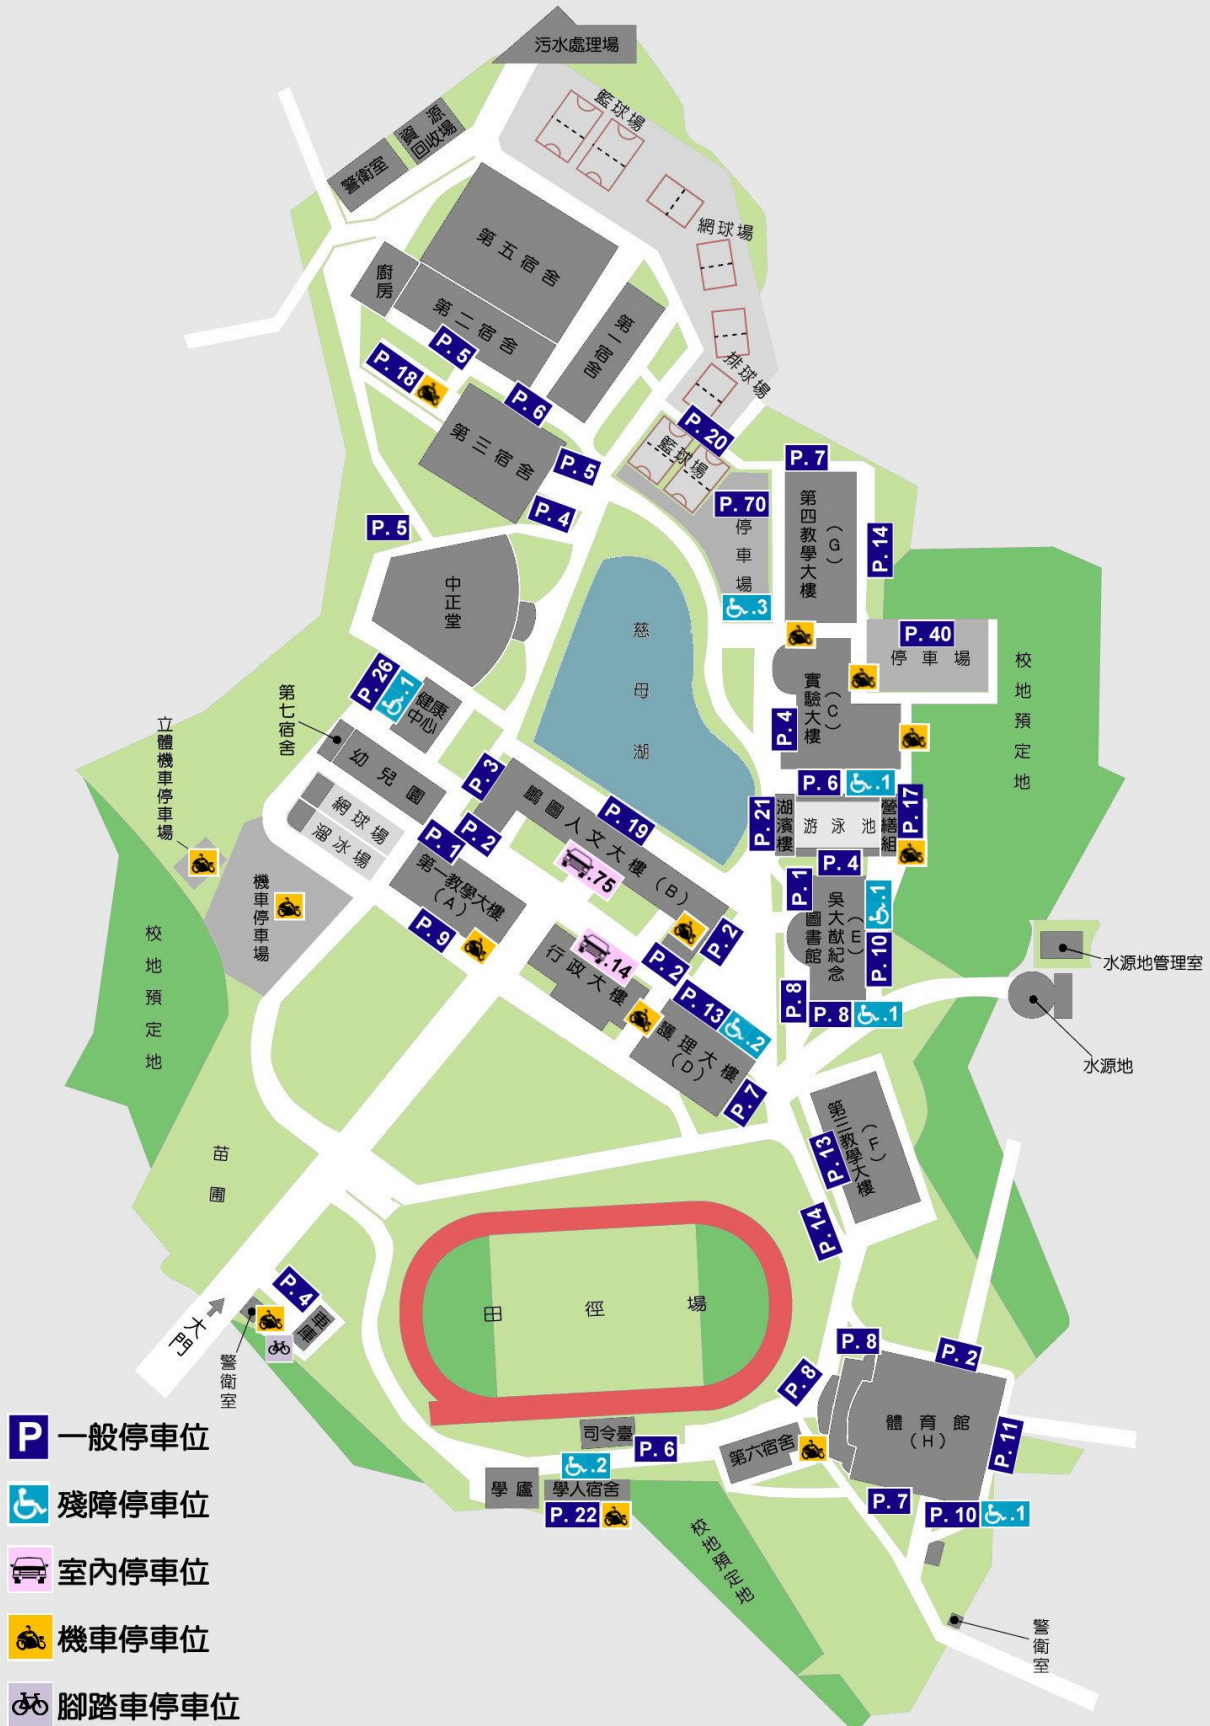 污水處理場
籃球場
資源
回收場
警衛室
網球場
第五宿舍
廚房
第二宿舍
第一宿舍
P. 5
P. 18
排球場
P. 6
P. 20
籃球場
第三宿舍
P. 5
P. 7
P. 4
P. 70
停車場
第四教學大樓
(G)
P. 14
P. 5
中正堂
.3
慈母湖
P. 40
停車場
校地預定地
實驗大樓
(C)
P. 26
.1
健康
中心
第七宿舍
立體機車停車場
幼兒園
P. 3
P. 4
網球場
溜冰場
鵬圖人文大樓(B)
P. 19
P. 6
.1
P. 21
湖濱樓
游泳池
營繕組
P. 17
P. 1
P. 2
.75
P. 4
第一教學大樓
(A)
機車停車場
P. 1
吳大猷紀念
圖書館
(E)
.1
P. 9
校地預定地
行政大樓
.14
P. 2
P. 2
P. 10
水源地管理室
P. 13
.2
P. 8
P. 8
.1
護理大樓
(D)
水源地
P. 7
苗圃
第三教學大樓
(F)
P. 13
P. 14
P. 4
車庫
大門
警衛室
田徑場
P. 8
P. 2
P. 8
司令臺
P. 6
體育館
(H)
P. 11
第六宿舍
.2
學廬
學人宿舍
P. 22
P. 7
P. 10
.1
校地預定地
警衛室
P 一般停車位
殘障停車位
室內停車位
機車停車位
腳踏車停車位